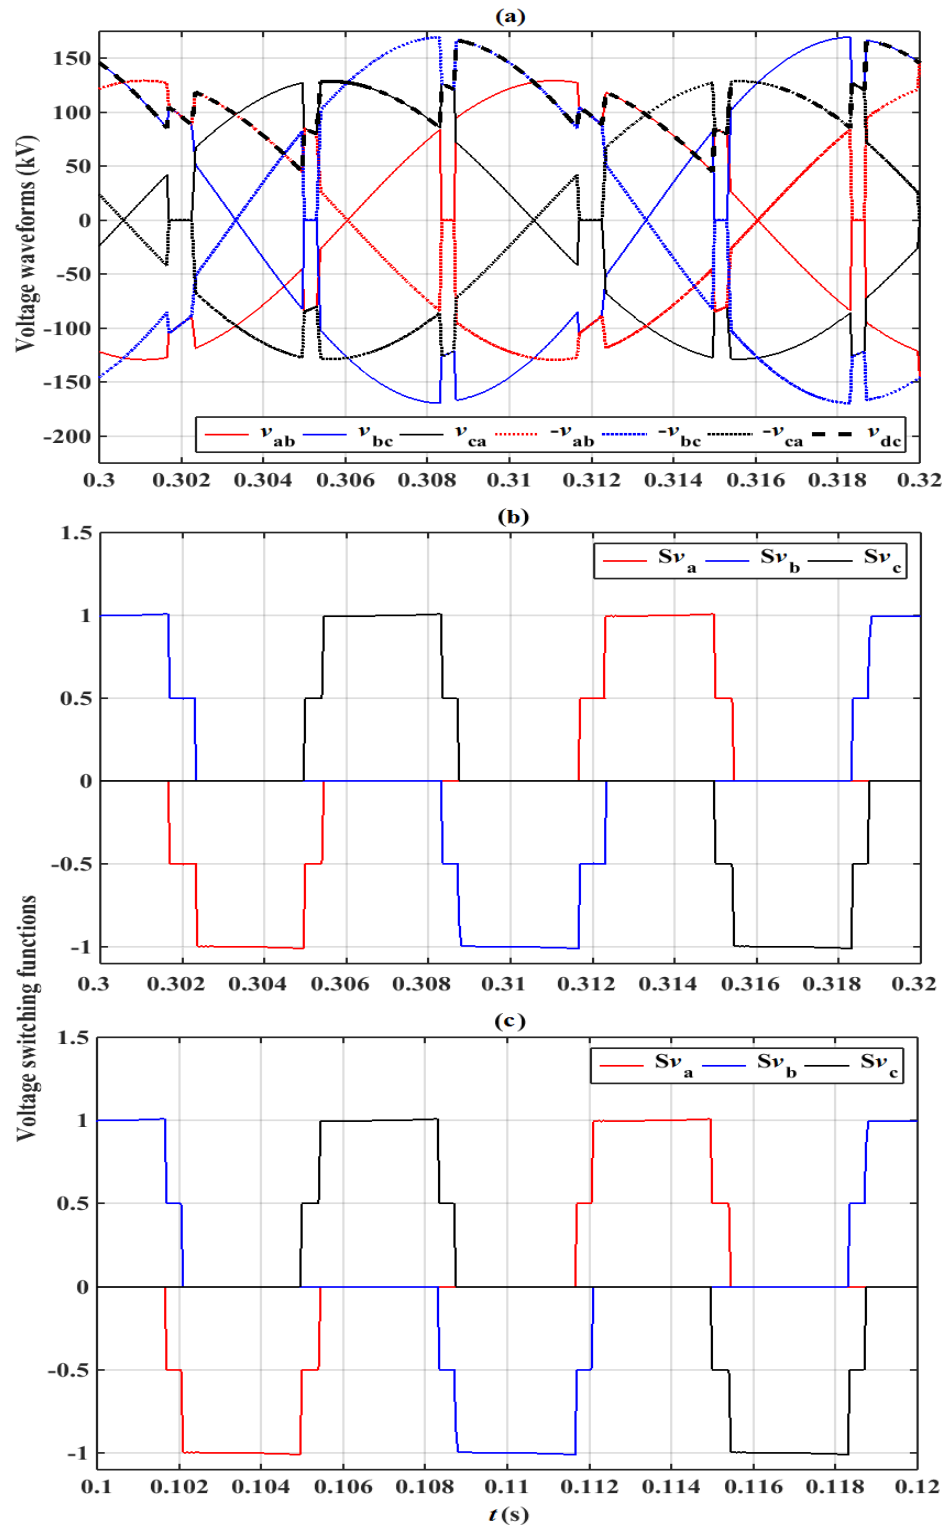 (a)
Voltage waveforms (kV)
150
100
50
0
-50
-100
-150
-200
vab vbc vca -vab -vbc -vca vdc
0.3 0.302 0.304 0.306 0.308 0.31 0.312 0.314 0.316 0.318 0.32
(b)
Voltage switching functions
1.5
Sva Svb Svc
1
0.5
0
-0.5
-1
0.3 0.302 0.304 0.306 0.308 0.31 0.312 0.314 0.316 0.318 0.32
(c)
1.5
Sva Svb Svc
1
0.5
0
-0.5
-1
0.1 0.102 0.104 0.106 0.108 0.11 0.112 0.114 0.116 0.118 0.12
t (s)